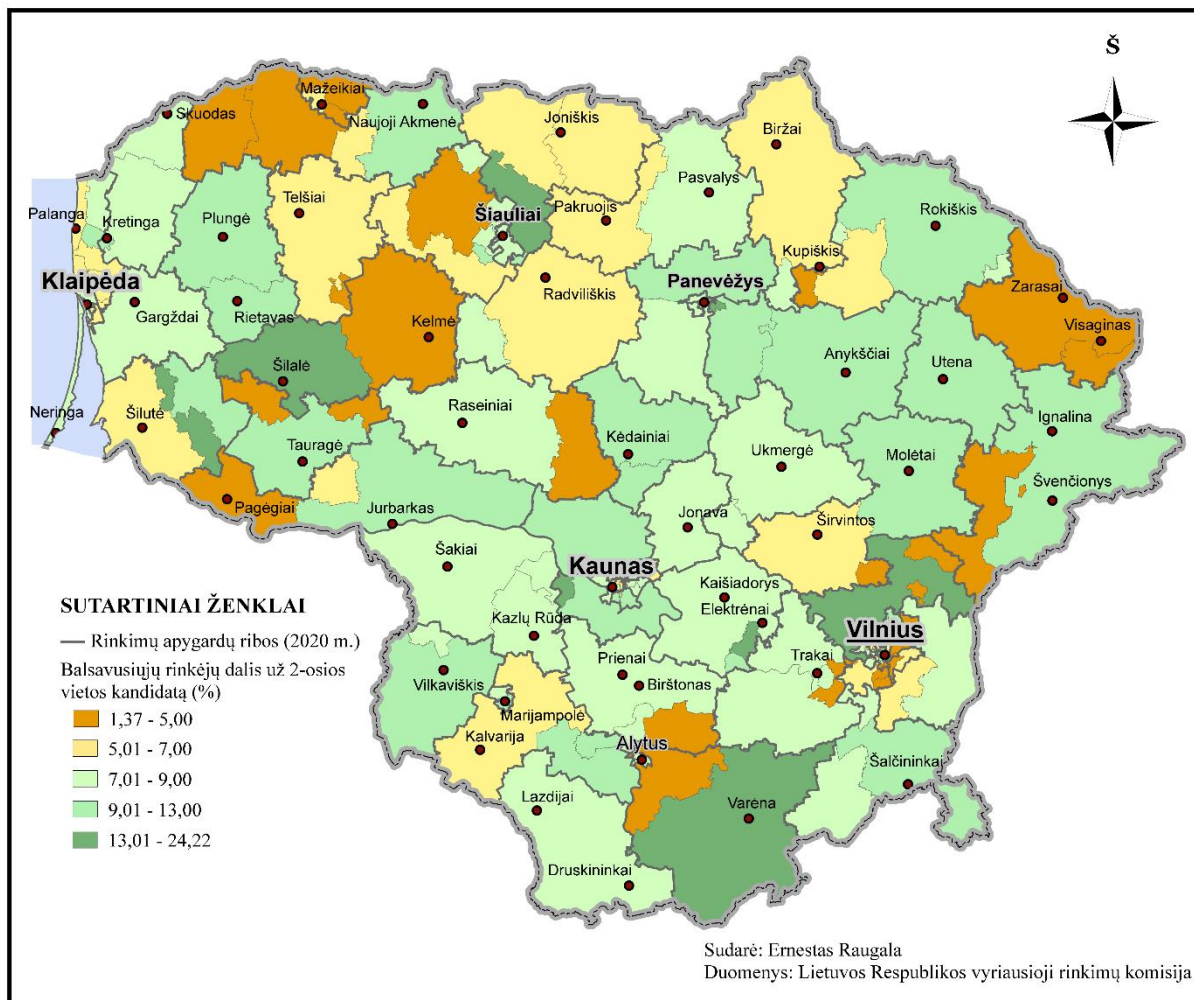 Š
Mažeikiai
Skuodas
Naujoji Akmenė
Joniškis
Biržai
Pasvalys
Telšiai
Palanga
Kretinga
Plungė
Šiauliai
Pakruojis
Rokiškis
Kupiškis
Klaipėda
Gargždai
Rietavas
Radviliškis
Panevėžys
Zarasai
Kelmė
Visaginas
Šilalė
Anykščiai
Utena
Neringa
Šilutė
Raseiniai
Ignalina
Tauragė
Kėdainiai
Ukmergė
Molėtai
Švenčionys
Pagėgiai
Jurbarkas
Jonava
Širvintos
Šakiai
Kaunas
Kaišiadorys
Elektrėnai
Kazlų Rūda
Vilnius
Vilkaviškis
Prienai
Trakai
Birštonas
Marijampolė
Kalvarija
Alytus
Šalčininkai
Lazdijai
Varėna
Druskininkai
SUTARTINIAI ŽENKLAI
Rinkimų apygardų ribos (2020 m.)
Balsavusiųjų rinkėjų dalis už 2-osios
vietos kandidatą (%)
1,37 - 5,00
5,01 - 7,00
7,01 - 9,00
9,01 - 13,00
13,01 - 24,22
Sudarė: Ernestas Raugala
Duomenys: Lietuvos Respublikos vyriausioji rinkimų komisija